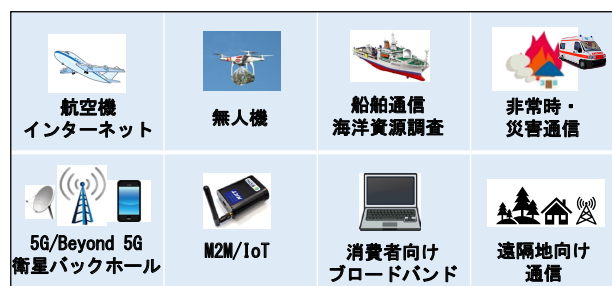 航空機
インターネット
無人機
船舶通信
海洋資源調査
非常時・
災害通信
5G/Beyond 5G
衛星バックホール
M2M/IoT
消費者向け
ブロードバンド
遠隔地向け
通信